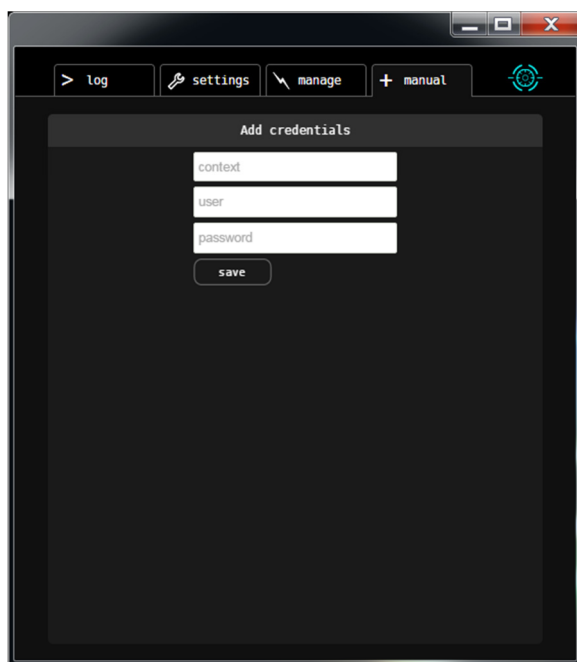 > log settings manage + manual
Add credentials
context
user
password
save